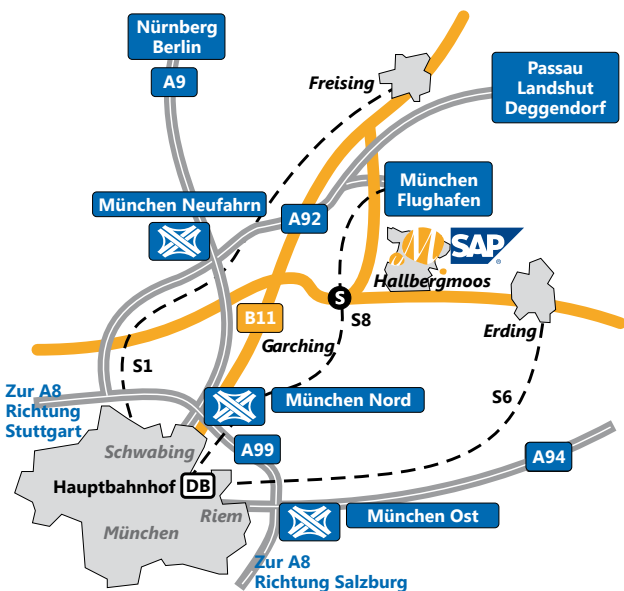 Nürnberg
Berlin
A9
Freising
Passau
Landshut
Deggendorf
München
Flughafen
München Neufahrn
A92
SAP
Hallbergmoos
S
S8
B11
Garching
Erding
S1
S6
Zur A8
Richtung
Stuttgart
München Nord
Schwabing
A99
A94
Hauptbahnhof
DB
Riem
München Ost
München
Zur A8
Richtung Salzburg